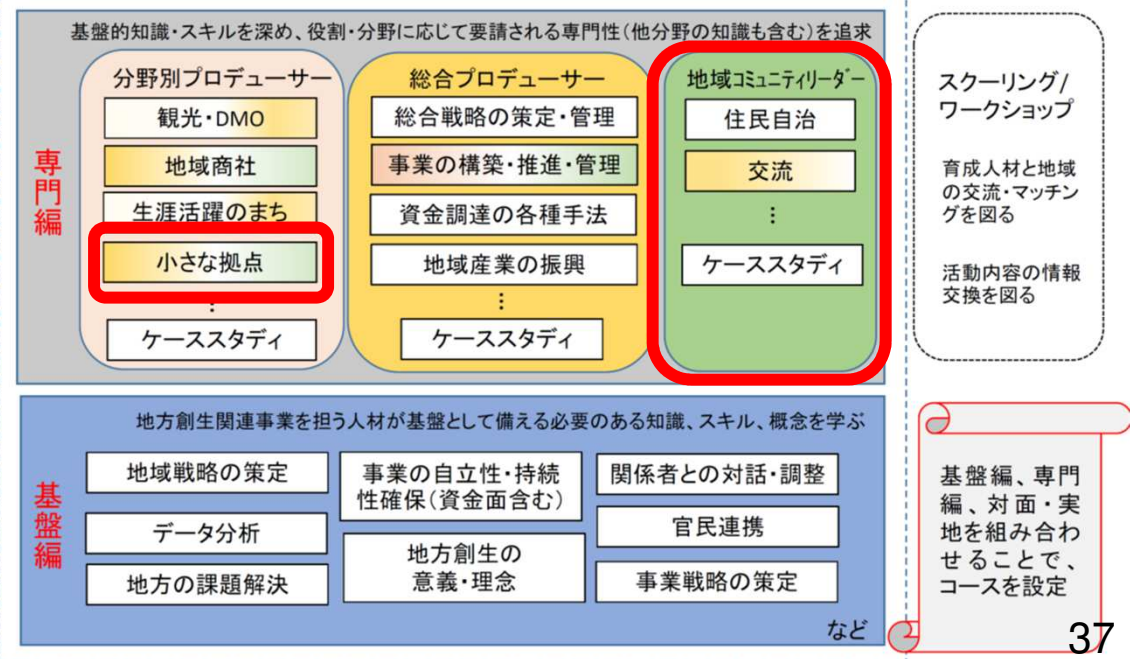 専門編
基盤的知識・スキルを深め、役割・分野に応じて要請される専門性(他分野の知識も含む)を追求
分野別プロデューサー
観光・DMO
地域商社
生涯活躍のまち
小さな拠点
⋮
ケーススタディ
総合プロデューサー
総合戦略の策定・管理
事業の構築・推進・管理
資金調達の各種手法
地域産業の振興
⋮
ケーススタディ
地域コミュニティリーダー
住民自治
交流
⋮
ケーススタディ
スクーリング/
ワークショップ
育成人材と地域
の交流・マッチン
グを図る
活動内容の情報
交換を図る
基盤編
地方創生関連事業を担う人材が基盤として備える必要のある知識、スキル、概念を学ぶ
地域戦略の策定
データ分析
地方の課題解決
事業の自立性・持続
性確保(資金面含む)
地方創生の
意義・理念
関係者との対話・調整
官民連携
事業戦略の策定
など
基盤編、専門
編、対面・実
地を組み合わ
せることで、
コースを設定
37